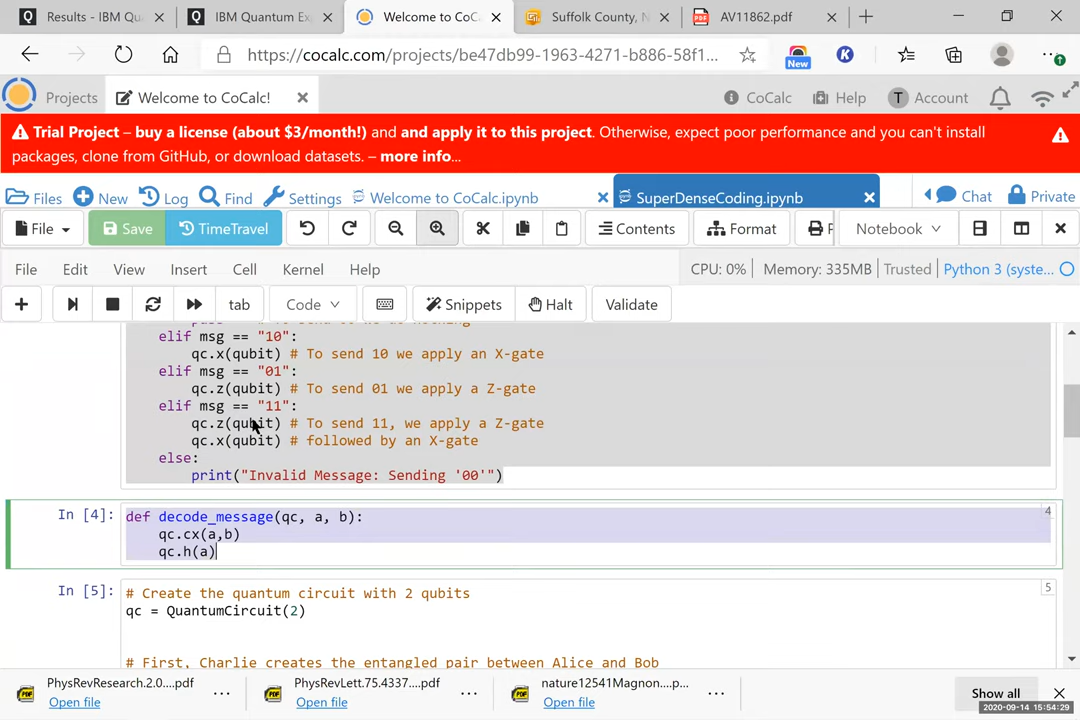 Results - IBM Qu
IBM Quantum Ex
Welcome to CoC
Suffolk County, N
AV11862.pdf
https://cocalc.com/projects/be47db99-1963-4271-b886-58f1...
New
K
Projects
Welcome to CoCalc!
CoCalc
Help
T
Account
Trial Project – buy a license (about $3/month!) and and apply it to this project. Otherwise, expect poor performance and you can't install
packages, clone from GitHub, or download datasets. – more info...
Files
New
Log
Find
Settings
Welcome to CoCalc.ipynb
SuperDenseCoding.ipynb
Chat
Private
File
Save
TimeTravel
Contents
Format
Notebook
File
Edit
View
Insert
Cell
Kernel
Help
CPU: 0%
Memory: 335MB
Trusted
Python 3 (syste...
tab
Code
Snippets
Halt
Validate
elif msg == "10":
qc.x(qubit) # To send 10 we apply an X-gate
elif msg == "01":
qc.z(qubit) # To send 01 we apply a Z-gate
elif msg == "11":
qc.z(qubit) # To send 11, we apply a Z-gate
qc.x(qubit) # followed by an X-gate
else:
print("Invalid Message: Sending '00'")
In [4]:
def decode_message(qc, a, b):
4
qc.cx(a,b)
qc.h(a)
In [5]:
# Create the quantum circuit with 2 qubits
5
qc = QuantumCircuit(2)
# First, Charlie creates the entangled pair between Alice and Bob
PhysRevResearch.2.0....pdf
Open file
PhysRevLett.75.4337....pdf
Open file
nature12541Magnon....p...
Open file
Show all
2020-09-14 15:54:29